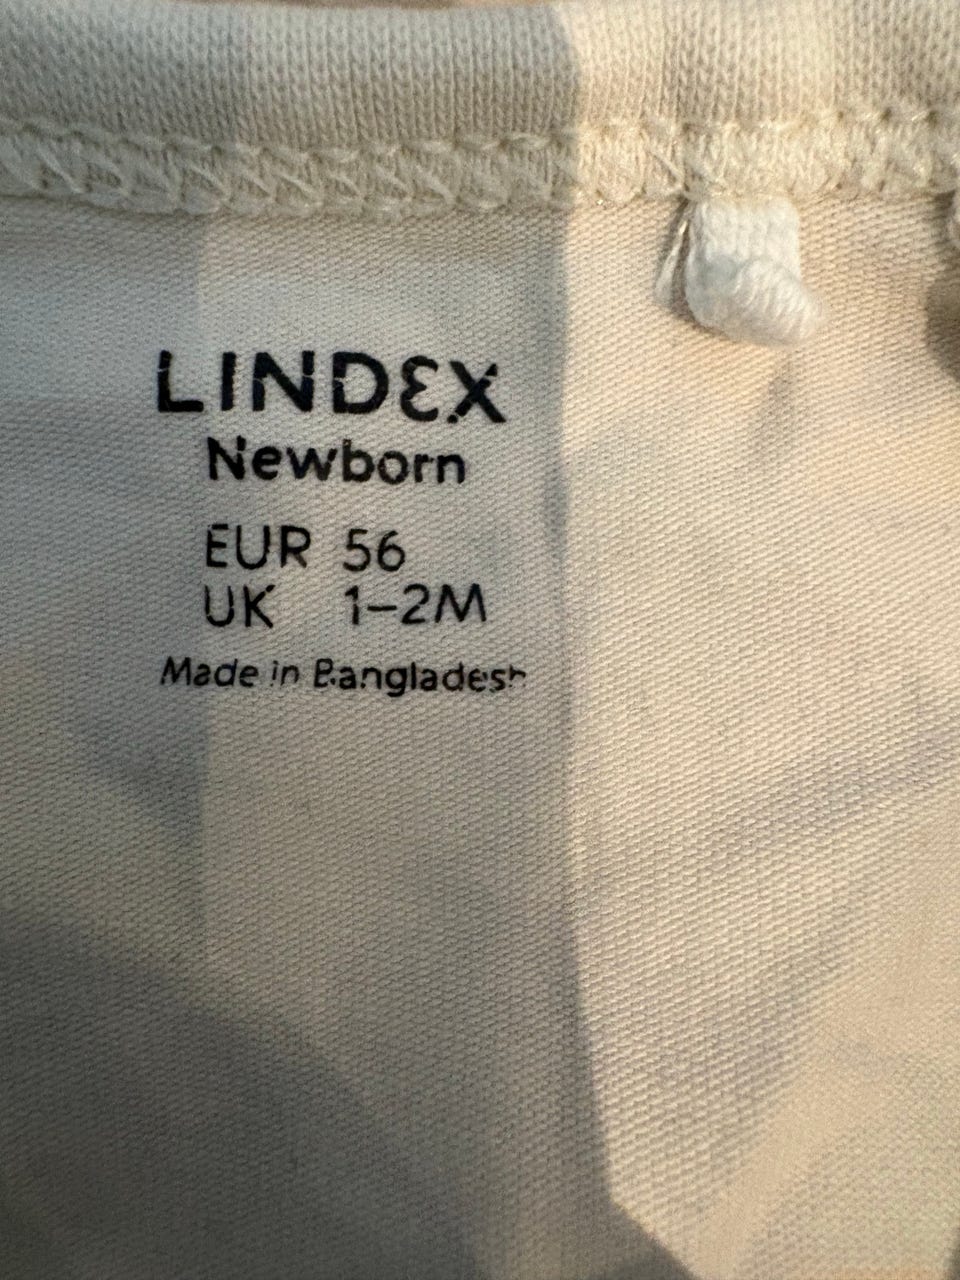 LINDEX
Newborn
EUR 56
UK 1–2M
Made in Bangladesh